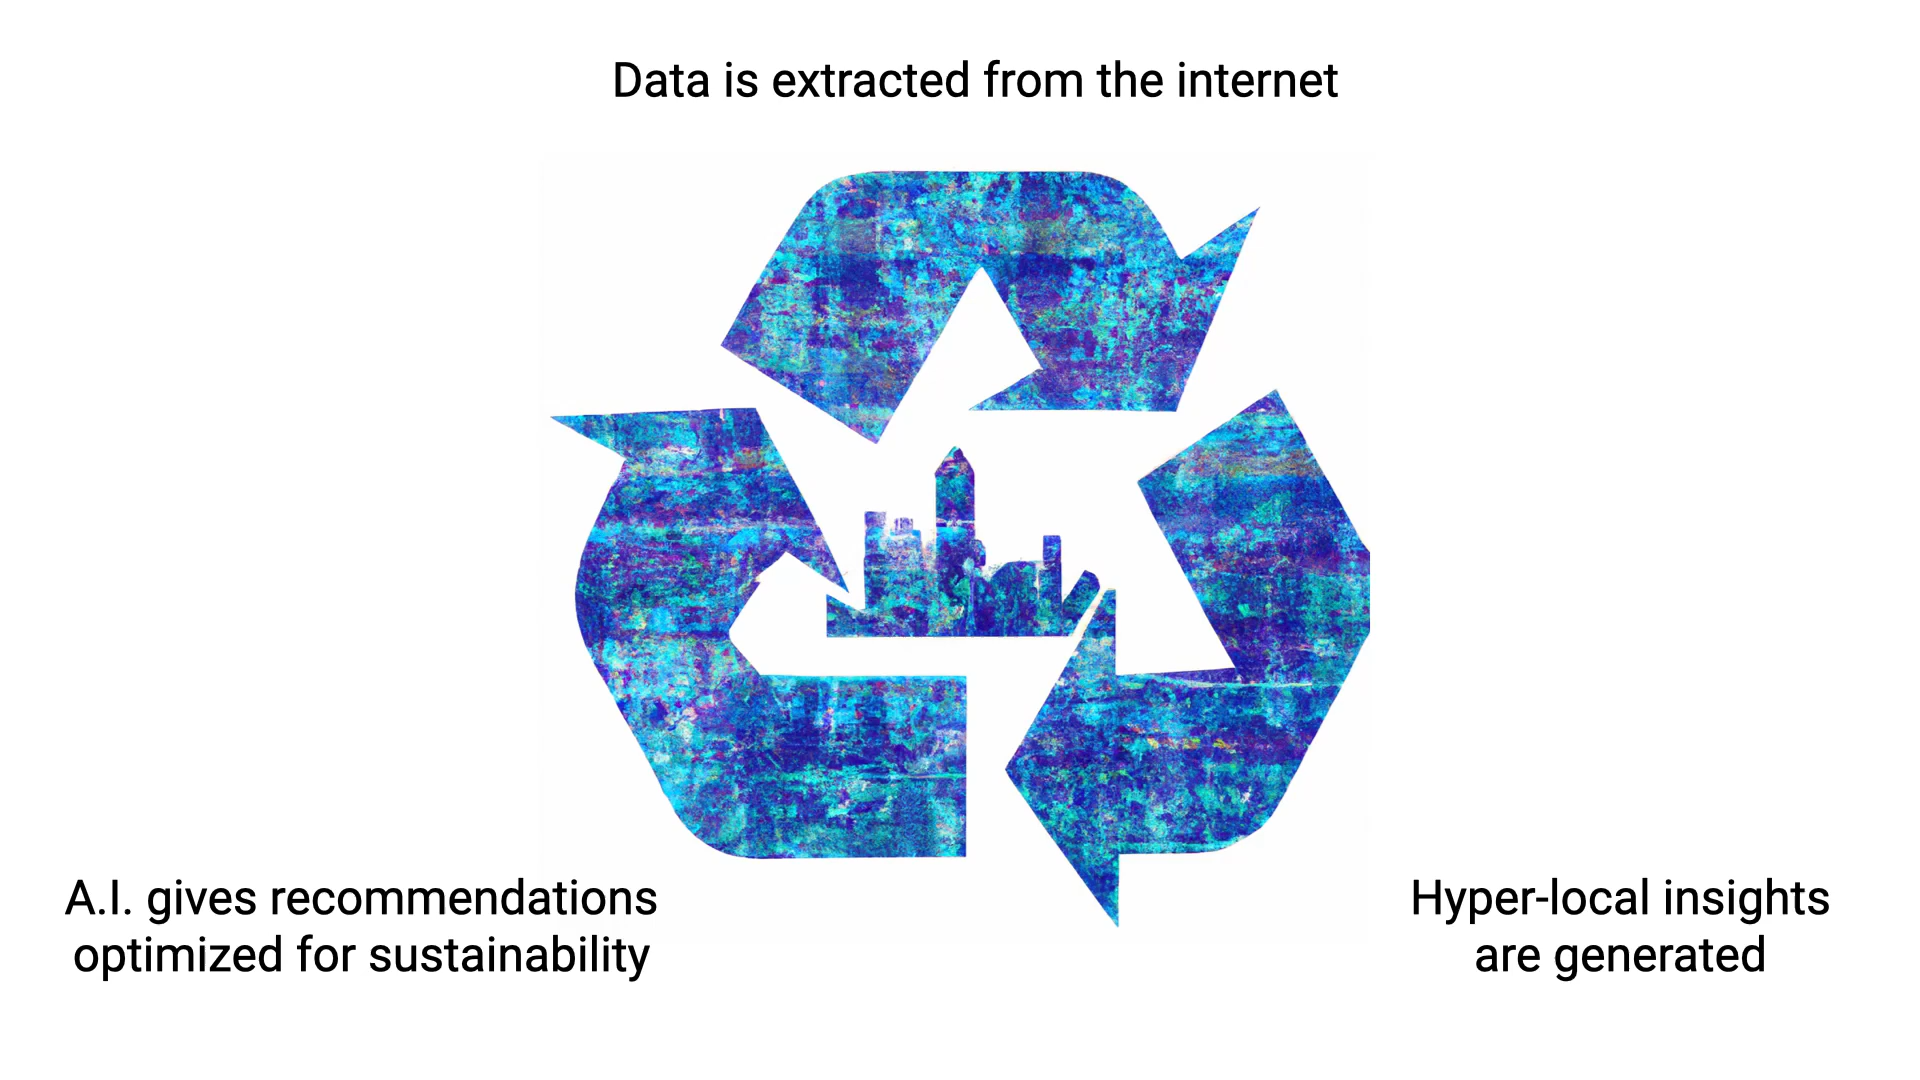 Data is extracted from the internet
A.I. gives recommendations
optimized for sustainability
Hyper-local insights
are generated